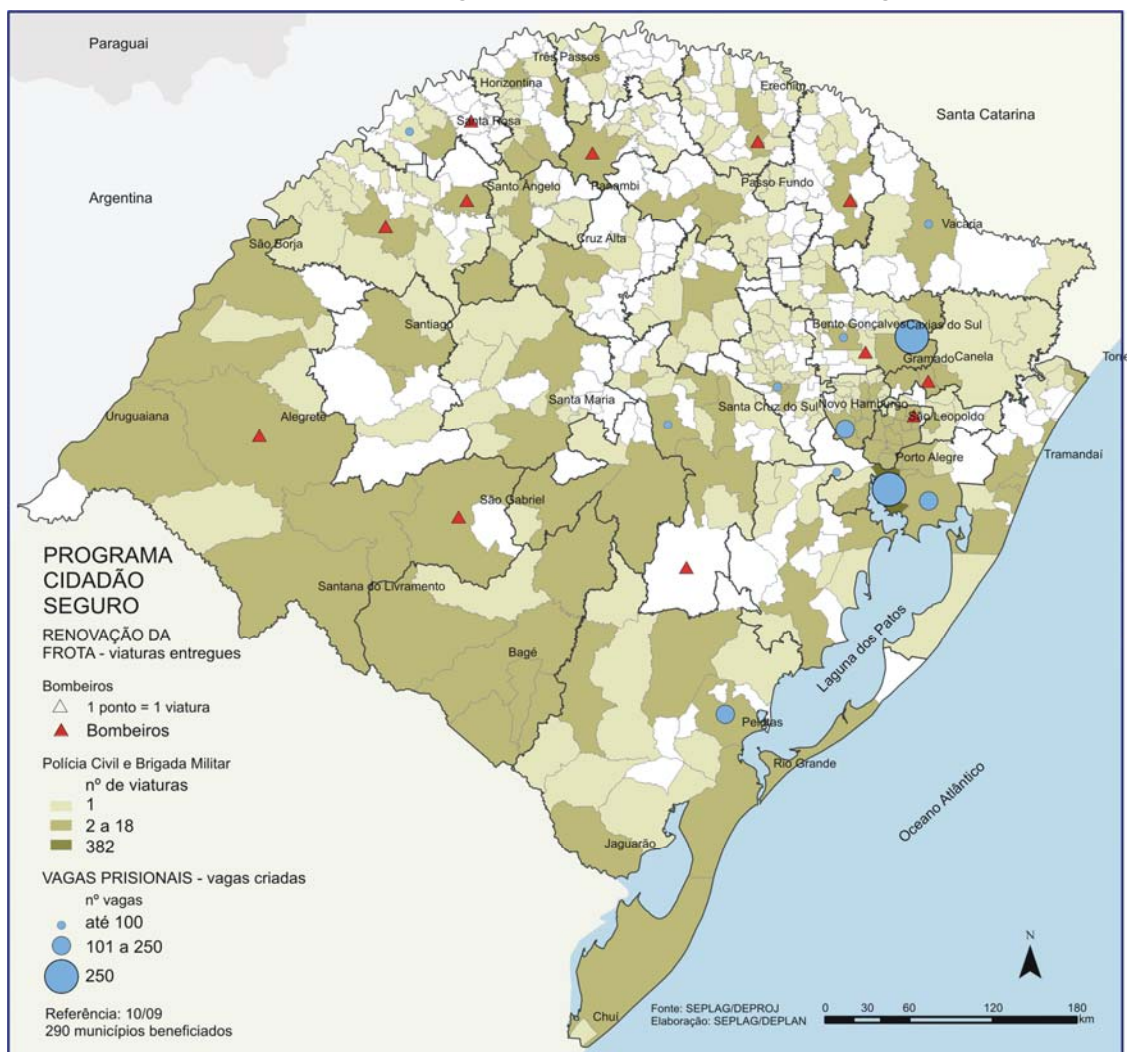 Paraguai
Três Passos
Horizontina
Erechim
Santa Rosa
Santa Catarina
Argentina
Santo Ângelo
Panambi
Passo Fundo
Vacaria
São Borja
Cruz Alta
Santiago
Bento Gonçalves
Caxias do Sul
Gramado
Canela
Uruguaiana
Alegrete
Santa Maria
Santa Cruz do Sul
Novo Hamburgo
São Leopoldo
Porto Alegre
Tramandaí
São Gabriel
Santana do Livramento
Bagé
Laguna dos Patos
Pelotas
Rio Grande
Oceano Atlântico
Jaguarão
Chuí
PROGRAMA
CIDADÃO
SEGURO
RENOVAÇÃO DA
FROTA - viaturas entregues
Bombeiros
1 ponto = 1 viatura
Bombeiros
Polícia Civil e Brigada Militar
nº de viaturas
1
2 a 18
382
VAGAS PRISIONAIS - vagas criadas
nº vagas
até 100
101 a 250
250
Referência: 10/09
290 municípios beneficiados
N
Fonte: SEPLAG/DEPROJ
Elaboração: SEPLAG/DEPLAN
0 30 60 120 180
km